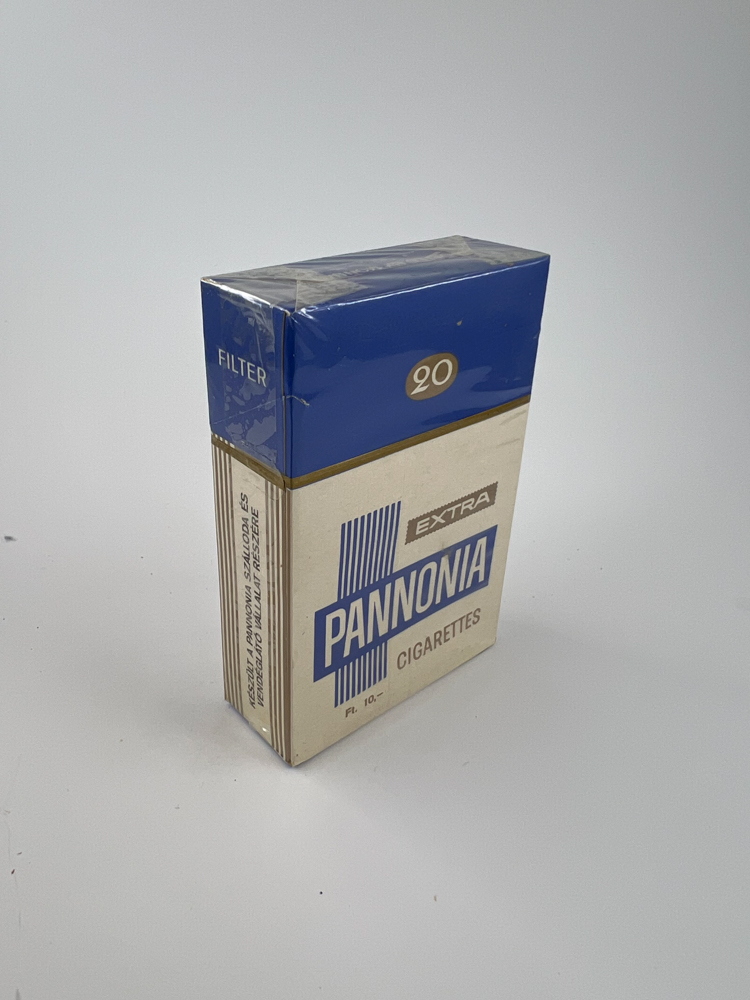 FILTER
20
EXTRA
PANNONIA
CIGARETTES
Ft. 10,–
KÉSZÜLT A PANNONIA SZÁLLODA ÉS
VENDÉGLÁTÓ VÁLLALAT RÉSZÉRE